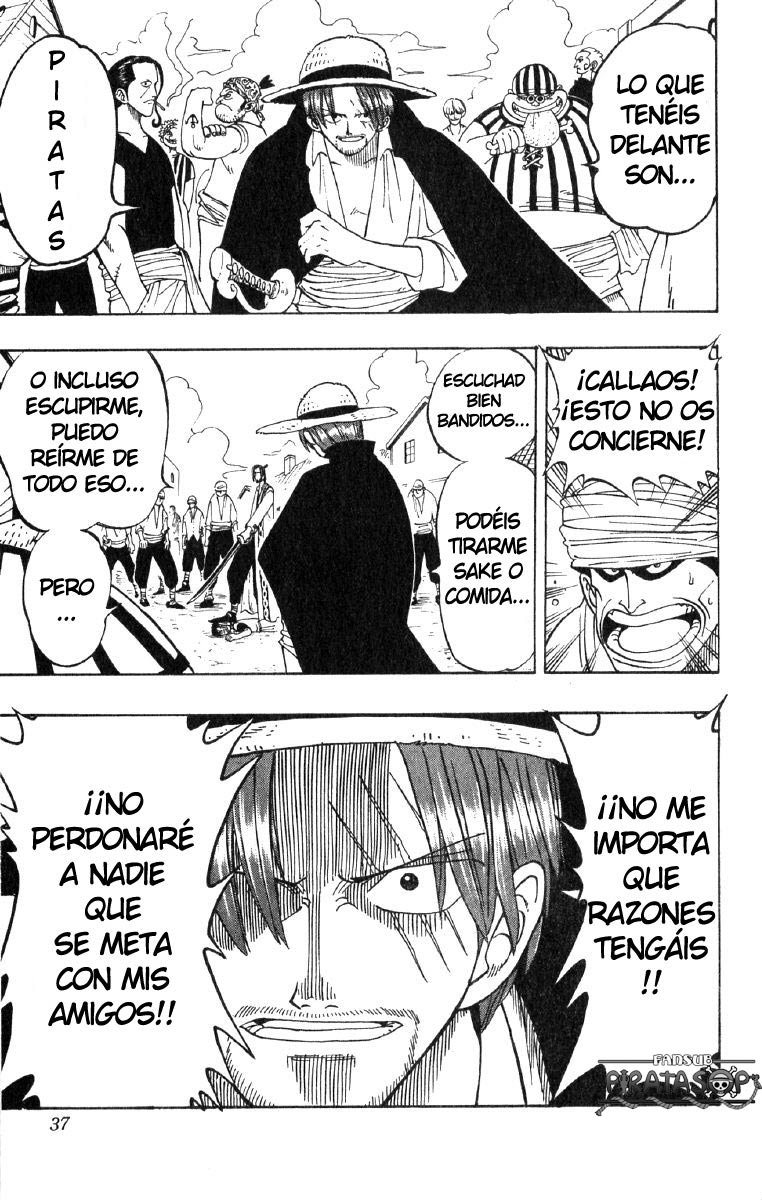 LO QUE
TENÉIS
DELANTE
SON...
PIRATAS
¡CALLAOS!
¡ESTO NO OS
CONCIERNE!
ESCUCHAD
BIEN
BANDIDOS...
PODÉIS
TIRARME
SAKE O
COMIDA...
O INCLUSO
ESCUPIRME,
PUEDO
REÍRME DE
TODO ESO...
PERO
...
¡¡NO ME
IMPORTA
QUE
RAZONES
TENGÁIS
!!
¡¡NO
PERDONARÉ
A NADIE
QUE
SE META
CON MIS
AMIGOS!!
FANSUB
PIRATASOP
37